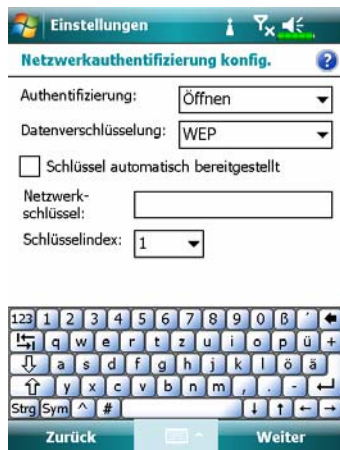 Einstellungen
Netzwerkauthentifizierung konfig.
Authentifizierung: Öffnen
Datenverschlüsselung: WEP
Schlüssel automatisch bereitgestellt
Netzwerk-
schlüssel:
Schlüsselindex: 1
123 1 2 3 4 5 6 7 8 9 0 ß ´
q w e r t z u i o p ü +
a s d f g h j k l ö ä
y x c v b n m , . -
Strg Sym ^ #
Zurück Weiter